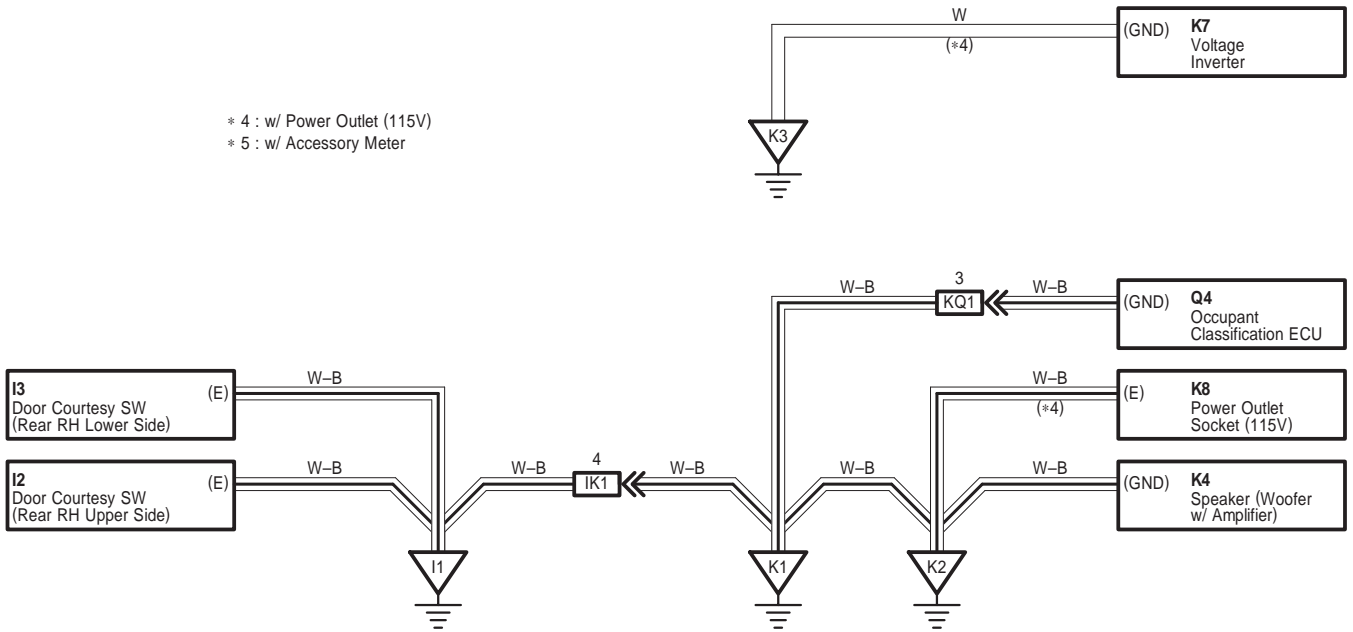 W
(∗4)
(GND)
K7
Voltage
Inverter
∗ 4 : w/ Power Outlet (115V)
∗ 5 : w/ Accessory Meter
K3
W–B
3
KQ1
W–B
(GND)
Q4
Occupant
Classification ECU
I3
Door Courtesy SW
(Rear RH Lower Side)
(E)
W–B
W–B
(∗4)
(E)
K8
Power Outlet
Socket (115V)
I2
Door Courtesy SW
(Rear RH Upper Side)
(E)
W–B
W–B
4
IK1
W–B
W–B
W–B
(GND)
K4
Speaker (Woofer
w/ Amplifier)
I1
K1
K2